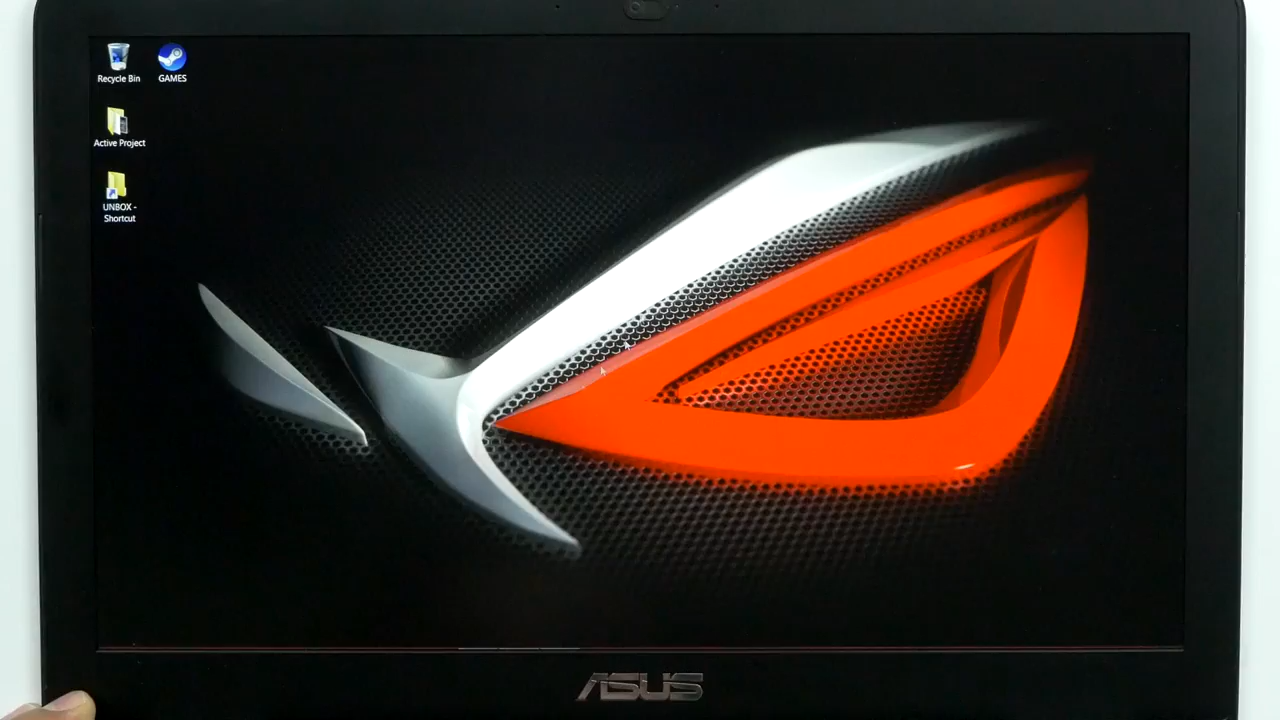 Recycle Bin
GAMES
Active Project
UNBOX -
Shortcut
ASUS